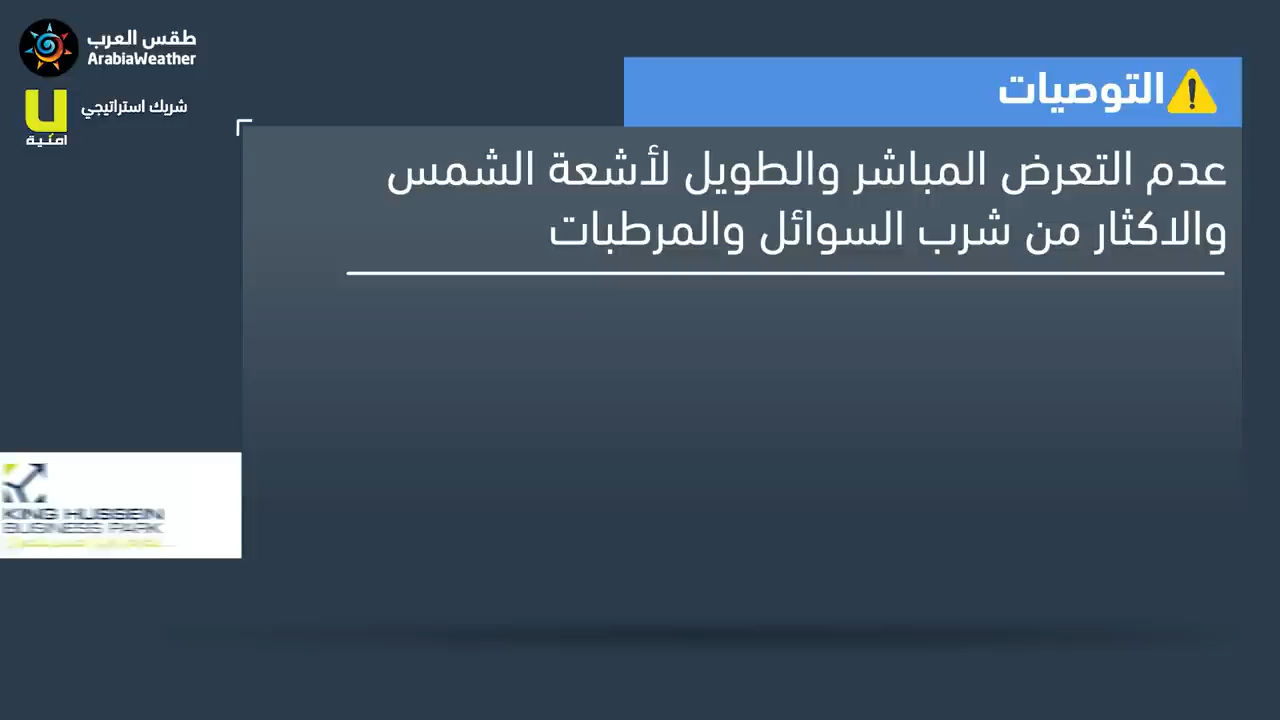 طقس العرب
ArabiaWeather
شريك استراتيجي
امنية
التوصيات
عدم التعرض المباشر والطويل لأشعة الشمس
والاكثار من شرب السوائل والمرطبات
KING HUSSEIN
BUSINESS PARK